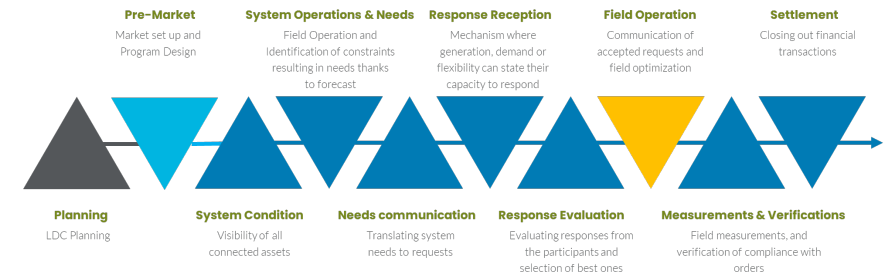 Pre-Market
Market set up and
Program Design
System Operations & Needs
Field Operation and
Identification of constraints
resulting in needs thanks
to forecast
Response Reception
Mechanism where
generation, demand or
flexibility can state their
capacity to respond
Field Operation
Communication of
accepted requests and
field optimization
Settlement
Closing out financial
transactions
Planning
LDC Planning
System Condition
Visibility of all
connected assets
Needs communication
Translating system
needs to requests
Response Evaluation
Evaluating responses from
the participants and
selection of best ones
Measurements & Verifications
Field measurements, and
verification of compliance with
orders